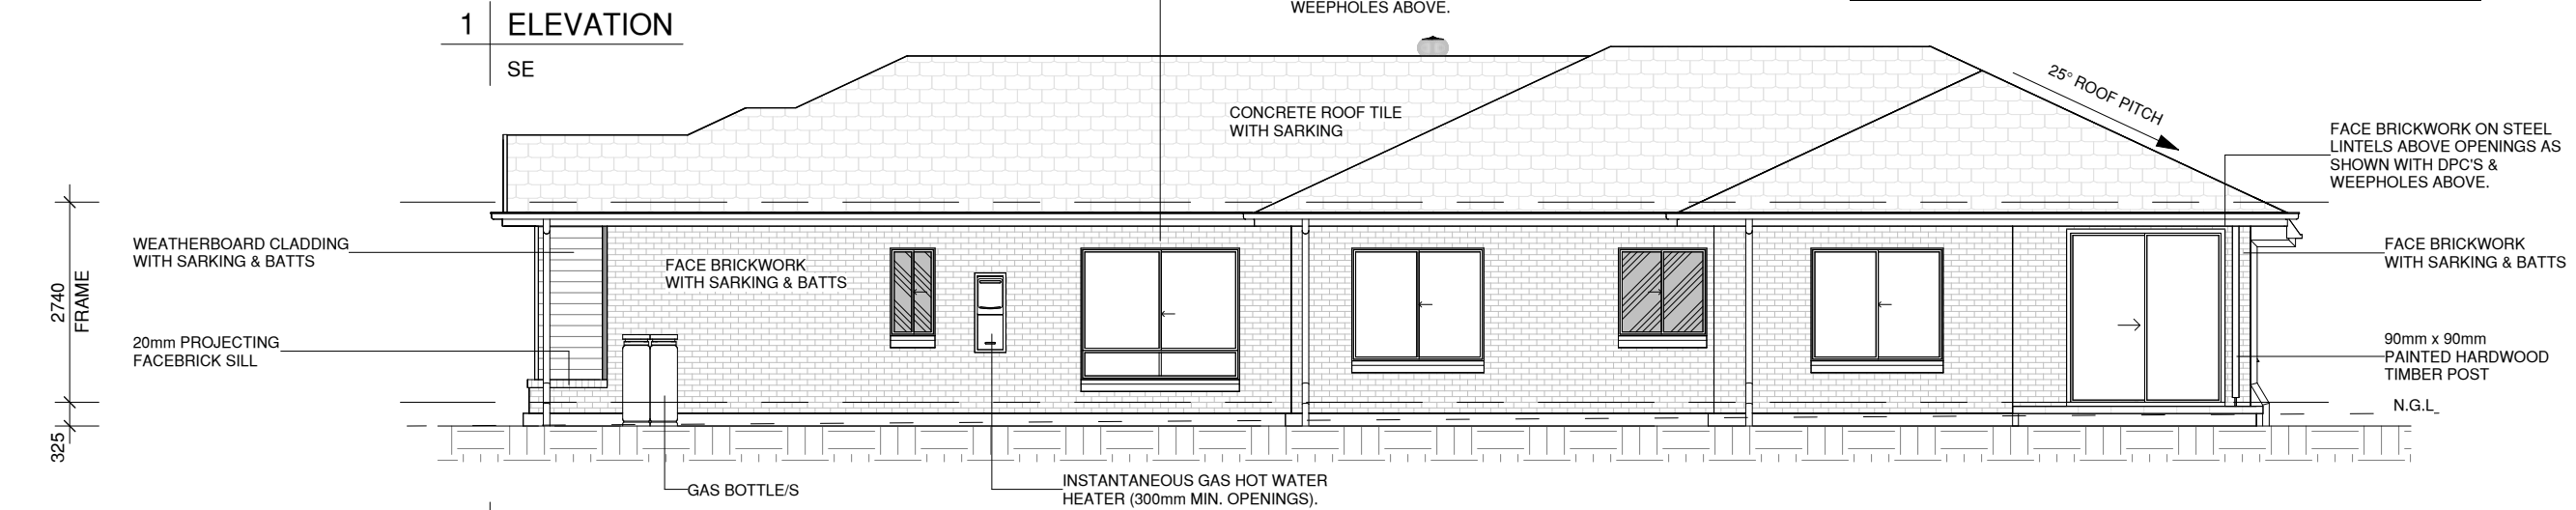 WEEPHOLES ABOVE.
1 ELEVATION
SE
CONCRETE ROOF TILE
WITH SARKING
25° ROOF PITCH
FACE BRICKWORK ON STEEL
LINTELS ABOVE OPENINGS AS
SHOWN WITH DPC'S &
WEEPHOLES ABOVE.
WEATHERBOARD CLADDING
WITH SARKING & BATTS
FACE BRICKWORK
WITH SARKING & BATTS
FACE BRICKWORK
WITH SARKING & BATTS
2740
FRAME
20mm PROJECTING
FACEBRICK SILL
90mm x 90mm
PAINTED HARDWOOD
TIMBER POST
N.G.L
325
GAS BOTTLE/S
INSTANTANEOUS GAS HOT WATER
HEATER (300mm MIN. OPENINGS).